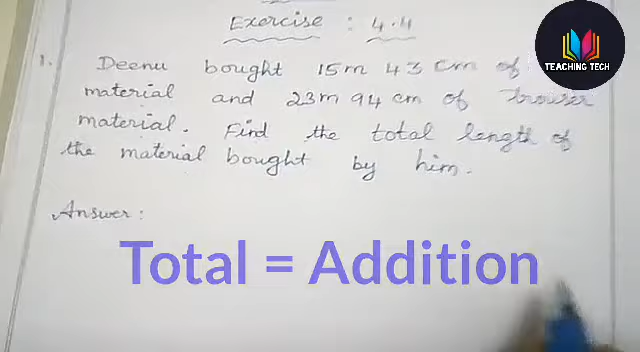 Exercise : 4.4
TEACHING TECH
1. Deenu bought 15m 43 cm of
material and 23m 94 cm of trouser
material. Find the total length of
the material bought by him.
Answer :
Total = Addition